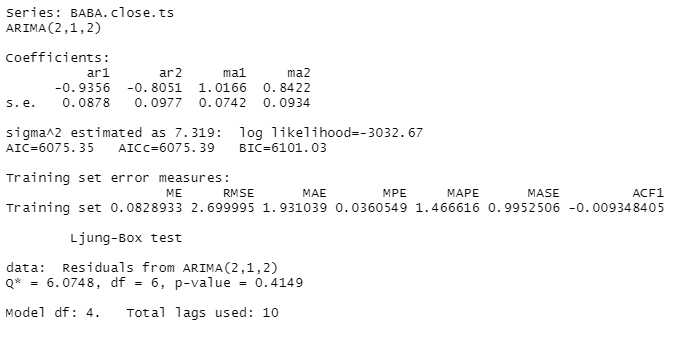 Series: BABA.close.ts
ARIMA(2,1,2)
Coefficients:
ar1 ar2 ma1 ma2
-0.9356 -0.8051 1.0166 0.8422
s.e. 0.0878 0.0977 0.0742 0.0934
sigma^2 estimated as 7.319: log likelihood=-3032.67
AIC=6075.35 AICc=6075.39 BIC=6101.03
Training set error measures:
ME RMSE MAE MPE MAPE MASE ACF1
Training set 0.0828933 2.699995 1.931039 0.0360549 1.466616 0.9952506 -0.009348405
Ljung-Box test
data: Residuals from ARIMA(2,1,2)
Q* = 6.0748, df = 6, p-value = 0.4149
Model df: 4. Total lags used: 10